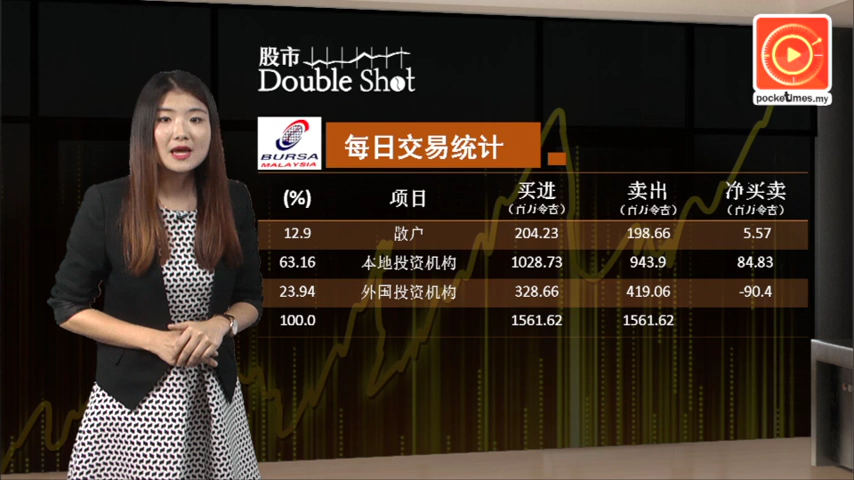 股市
Double Shot
pocketimes.my
BURSA
MALAYSIA
每日交易统计
(%) 项目 买进 卖出 净买卖
(百万令吉) (百万令吉) (百万令吉)
12.9 散户 204.23 198.66 5.57
63.16 本地投资机构 1028.73 943.9 84.83
23.94 外国投资机构 328.66 419.06 -90.4
100.0 1561.62 1561.62